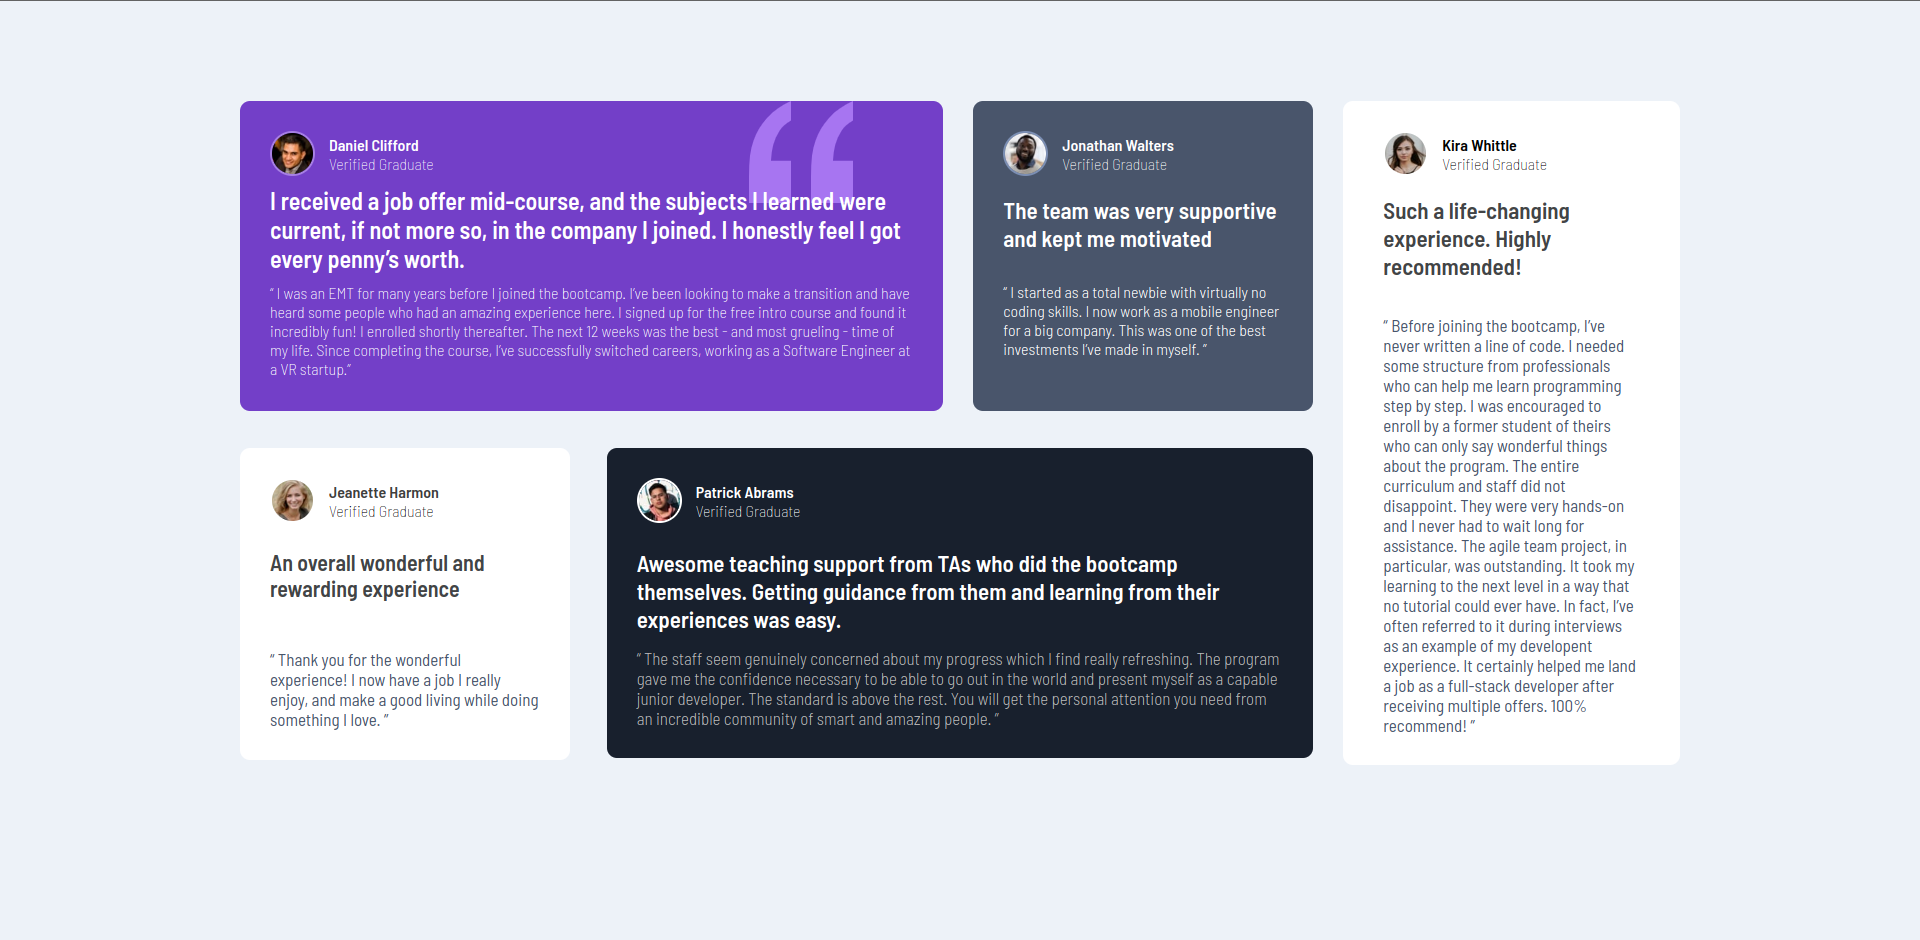 Daniel Clifford
Verified Graduate
I received a job offer mid-course, and the subjects I learned were
current, if not more so, in the company I joined. I honestly feel I got
every penny’s worth.
“ I was an EMT for many years before I joined the bootcamp. I’ve been looking to make a transition and have
heard some people who had an amazing experience here. I signed up for the free intro course and found it
incredibly fun! I enrolled shortly thereafter. The next 12 weeks was the best - and most grueling - time of
my life. Since completing the course, I’ve successfully switched careers, working as a Software Engineer at
a VR startup.”
Jonathan Walters
Verified Graduate
The team was very supportive
and kept me motivated
“ I started as a total newbie with virtually no
coding skills. I now work as a mobile engineer
for a big company. This was one of the best
investments I’ve made in myself. ”
Kira Whittle
Verified Graduate
Such a life-changing
experience. Highly
recommended!
“ Before joining the bootcamp, I’ve
never written a line of code. I needed
some structure from professionals
who can help me learn programming
step by step. I was encouraged to
enroll by a former student of theirs
who can only say wonderful things
about the program. The entire
curriculum and staff did not
disappoint. They were very hands-on
and I never had to wait long for
assistance. The agile team project, in
particular, was outstanding. It took my
learning to the next level in a way that
no tutorial could ever have. In fact, I’ve
often referred to it during interviews
as an example of my developent
experience. It certainly helped me land
a job as a full-stack developer after
receiving multiple offers. 100%
recommend! ”
Jeanette Harmon
Verified Graduate
An overall wonderful and
rewarding experience
“ Thank you for the wonderful
experience! I now have a job I really
enjoy, and make a good living while doing
something I love. ”
Patrick Abrams
Verified Graduate
Awesome teaching support from TAs who did the bootcamp
themselves. Getting guidance from them and learning from their
experiences was easy.
“ The staff seem genuinely concerned about my progress which I find really refreshing. The program
gave me the confidence necessary to be able to go out in the world and present myself as a capable
junior developer. The standard is above the rest. You will get the personal attention you need from
an incredible community of smart and amazing people. ”